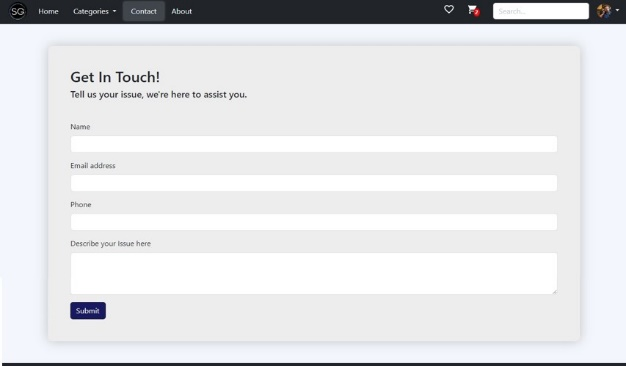 SG Home Categories Contact About 2 Search...
Get In Touch!
Tell us your issue, we're here to assist you.
Name
Email address
Phone
Describe your Issue here
Submit